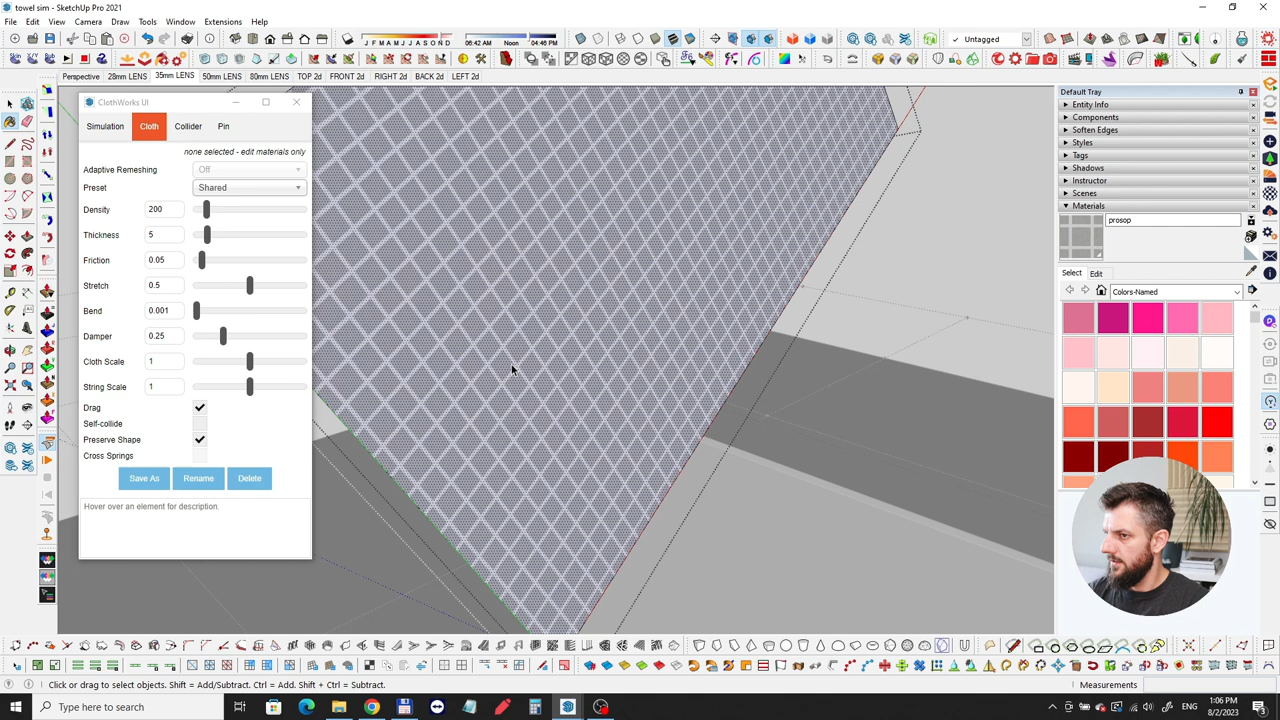 towel sim - SketchUp Pro 2021
File Edit View Camera Draw Tools Window Extensions Help
J F M A M J J A S O N D 06:42 AM Noon 04:46 PM
Untagged
Perspective 28mm LENS 35mm LENS 50mm LENS 80mm LENS TOP 2d FRONT 2D RIGHT 2D BACK 2D LEFT 2D
ClothWorks UI
Simulation Cloth Collider Pin
none selected - edit materials only
Adaptive Remeshing Off
Preset Shared
Density 200
Thickness 5
Friction 0.05
Stretch 0.5
Bend 0.001
Damper 0.25
Cloth Scale 1
String Scale 1
Drag
Self-collide
Preserve Shape
Cross Springs
Save As Rename Delete
Hover over an element for description.
Default Tray
Entity Info
Components
Soften Edges
Styles
Tags
Shadows
Instructor
Scenes
Materials
prosop
Select Edit
Colors-Named
Click or drag to select objects. Shift = Add/Subtract. Ctrl = Add. Shift + Ctrl = Subtract.
Measurements
Type here to search
1:06 PM
8/2/2023